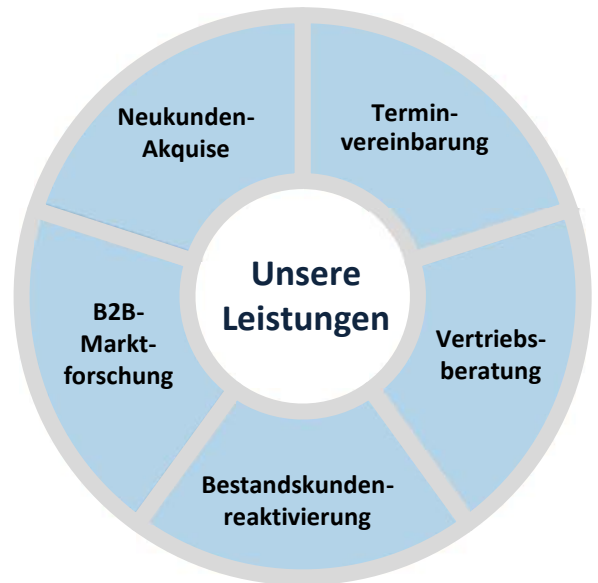 Neukunden-
Akquise
Termin-
vereinbarung
Unsere
Leistungen
B2B-
Markt-
forschung
Vertriebs-
beratung
Bestandskunden-
reaktivierung